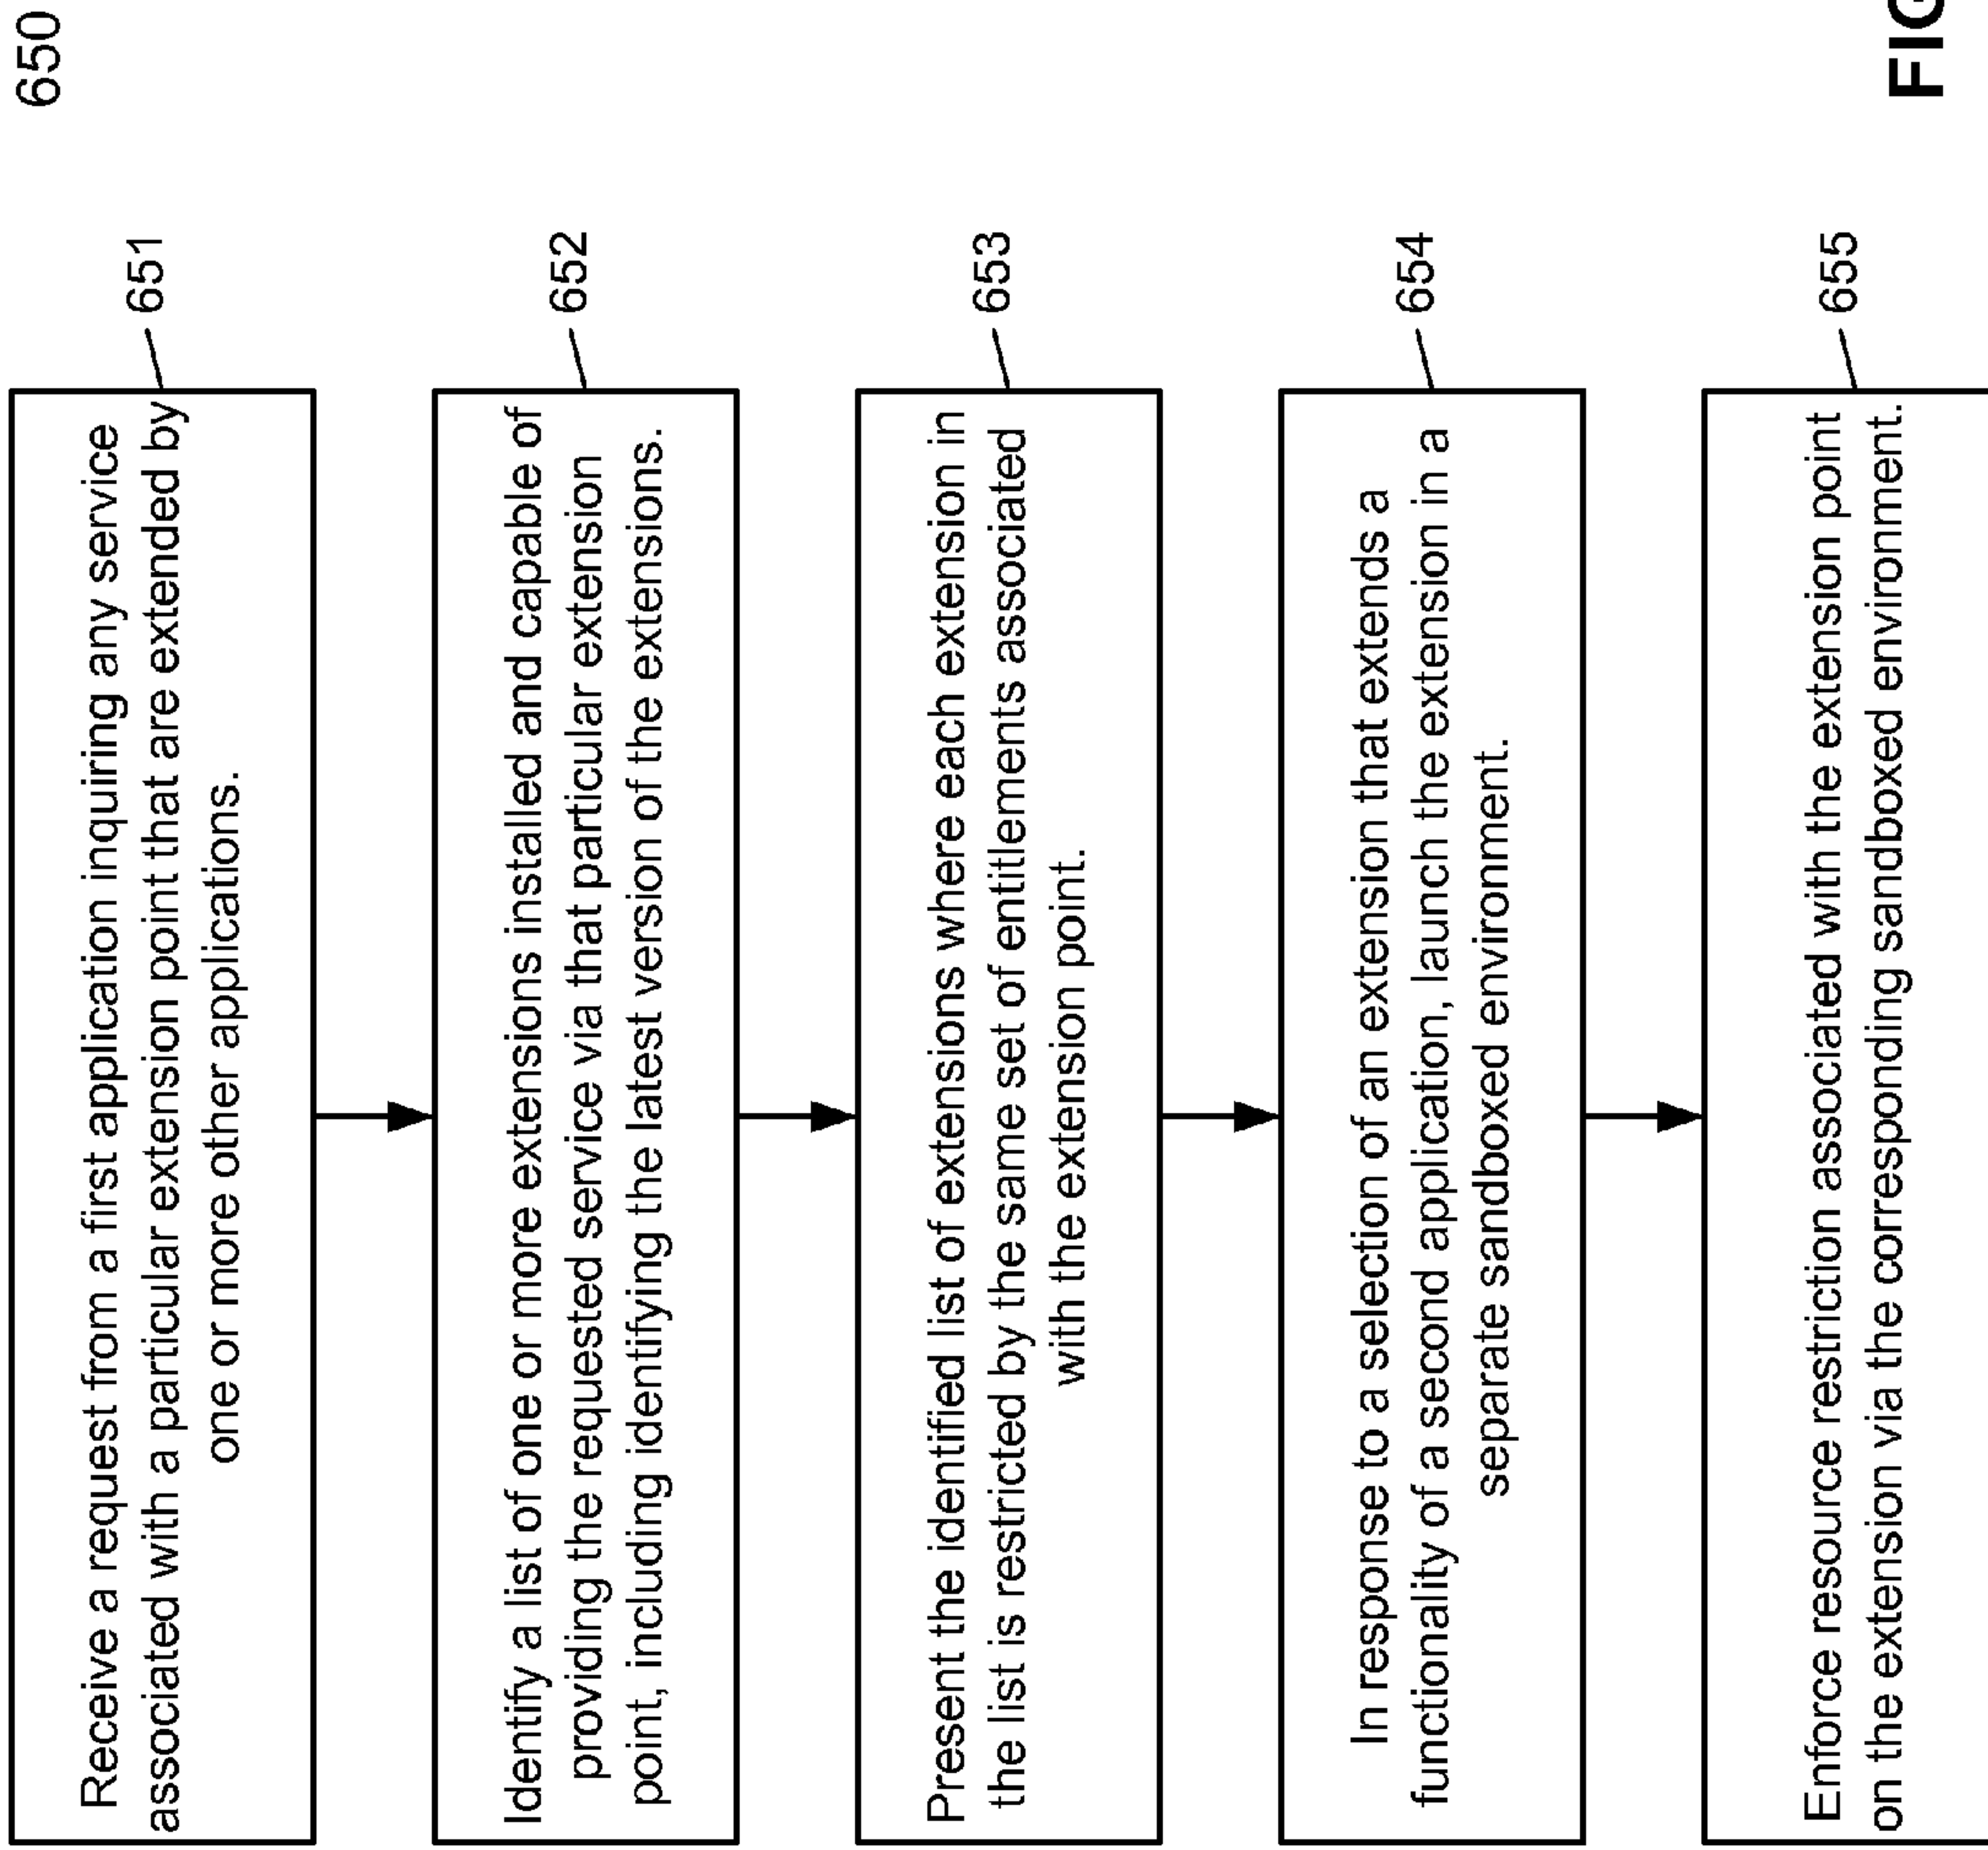 650
Receive a request from a first application inquiring any service
associated with a particular extension point that are extended by
one or more other applications.
651
Identify a list of one or more extensions installed and capable of
providing the requested service via that particular extension
point, including identifying the latest version of the extensions.
652
Present the identified list of extensions where each extension in
the list is restricted by the same set of entitlements associated
with the extension point.
653
In response to a selection of an extension that extends a
functionality of a second application, launch the extension in a
separate sandboxed environment.
654
Enforce resource restriction associated with the extension point
on the extension via the corresponding sandboxed environment.
655
FIG